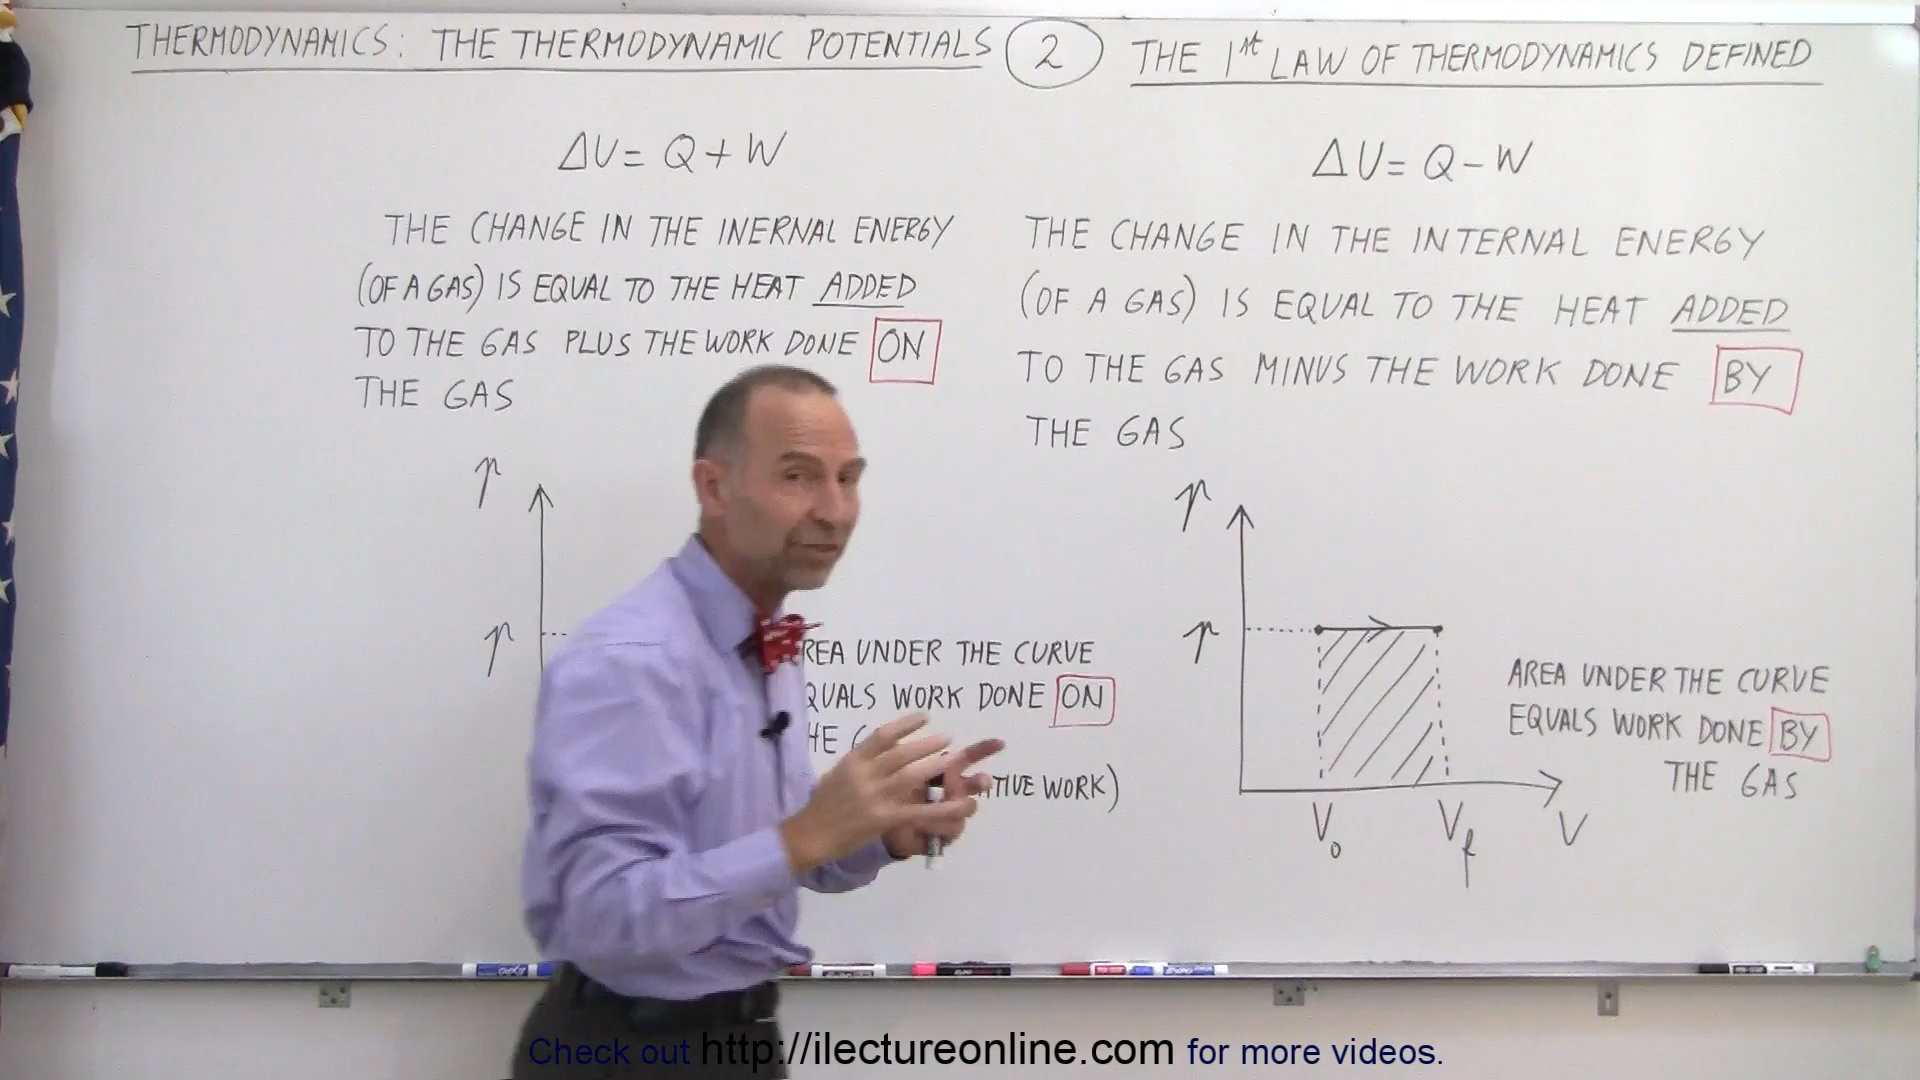 THERMODYNAMICS: THE THERMODYNAMIC POTENTIALS 2 THE 1st LAW OF THERMODYNAMICS DEFINED
ΔU = Q + W
THE CHANGE IN THE INERNAL ENERGY
(OF A GAS) IS EQUAL TO THE HEAT ADDED
TO THE GAS PLUS THE WORK DONE ON
THE GAS
p
p
REA UNDER THE CURVE
QUALS WORK DONE ON
HE
TIVE WORK)
ΔU = Q - W
THE CHANGE IN THE INTERNAL ENERGY
(OF A GAS) IS EQUAL TO THE HEAT ADDED
TO THE GAS MINUS THE WORK DONE BY
THE GAS
p
p
AREA UNDER THE CURVE
EQUALS WORK DONE BY
THE GAS
V₀ V_f V
Check out http://ilectureonline.com for more videos.